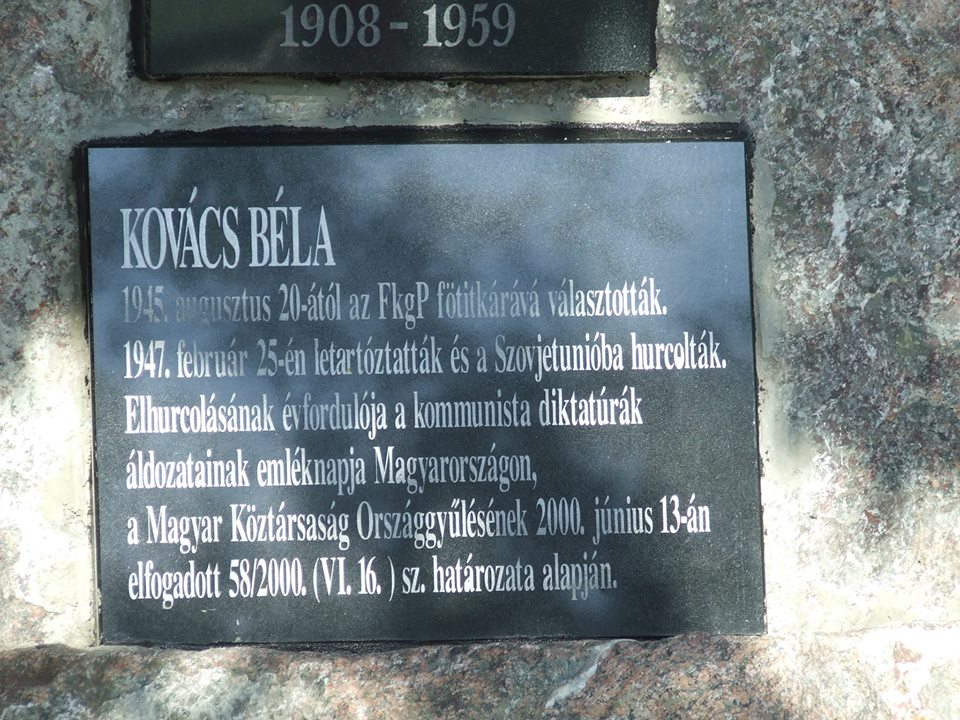 1908 - 1959
KOVÁCS BÉLA
1945. augusztus 20-ától az FkgP fötitkárává választották.
1947. február 25-én letartóztatták és a Szovjetunióba hurcolták.
Elhurcolásának évfordulója a kommunista diktatúrák
áldozatainak emléknapja Magyarországon,
a Magyar Köztársaság Országgyűlésének 2000. június 13-án
elfogadott 58/2000. (VI. 16. ) sz. határozata alapján.